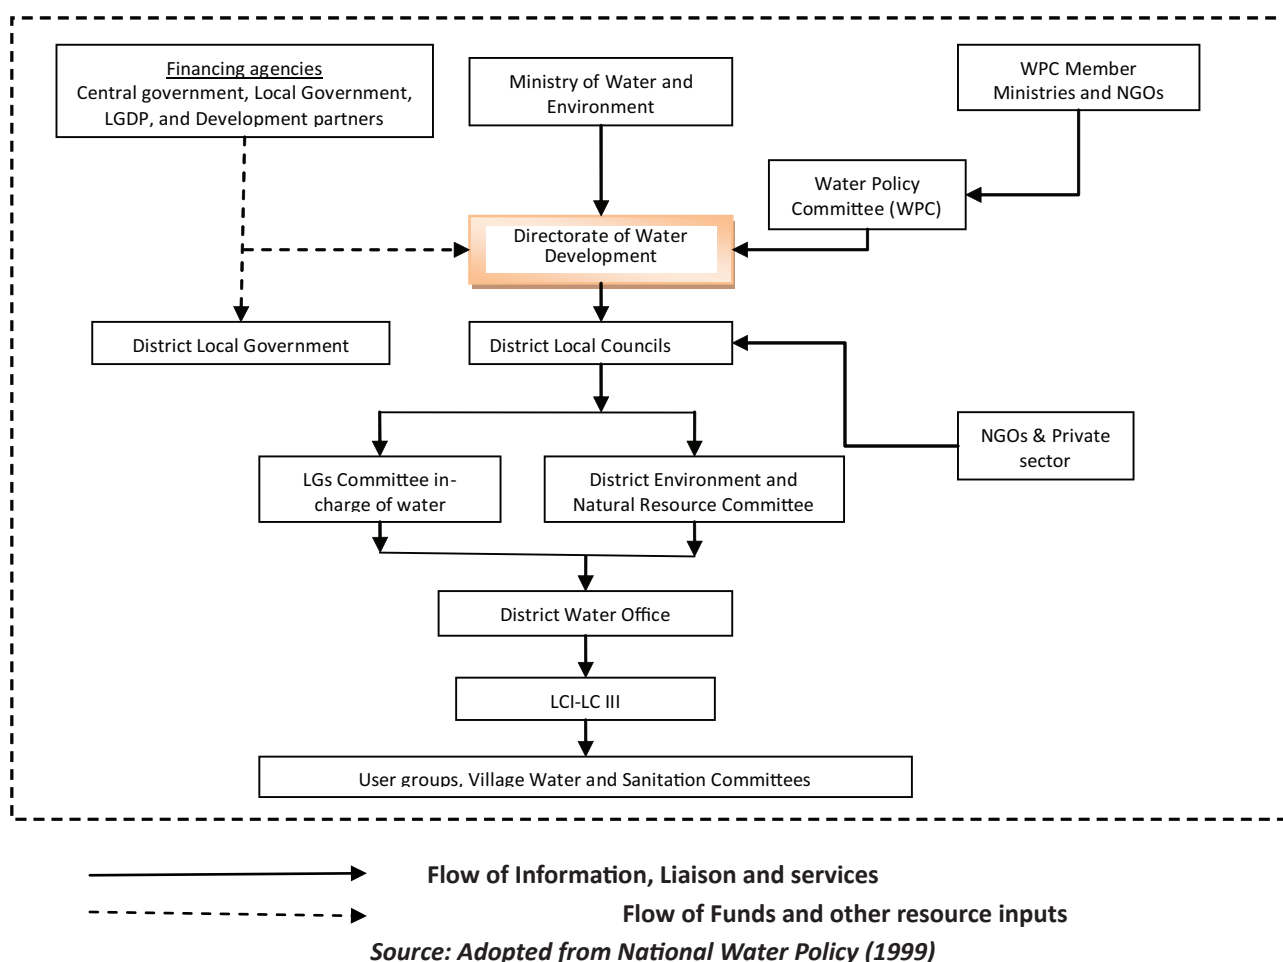 Financing agencies
Central government, Local Government,
LGDP, and Development partners
Ministry of Water and
Environment
WPC Member
Ministries and NGOs
Water Policy
Committee (WPC)
Directorate of Water
Development
District Local Government
District Local Councils
NGOs & Private
sector
LGs Committee in-
charge of water
District Environment and
Natural Resource Committee
District Water Office
LCI-LC III
User groups, Village Water and Sanitation Committees
Flow of Information, Liaison and services
Flow of Funds and other resource inputs
Source: Adopted from National Water Policy (1999)